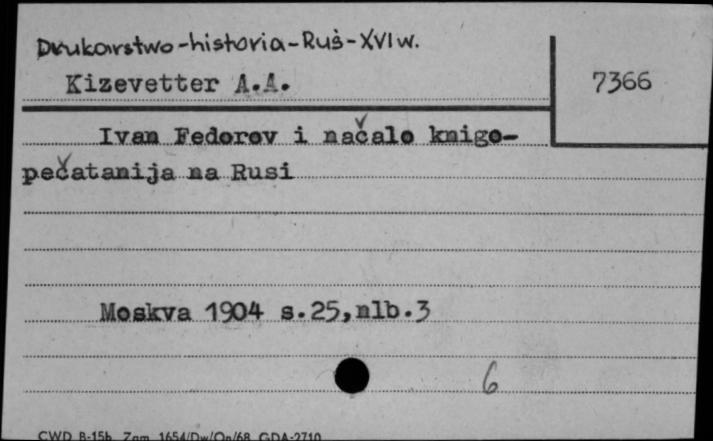 Drukarstwo-historia-Ruś-XVIw.
Kizevetter A.A.
7366
Ivan Fedorov i načalo knigo-
pečatanija na Rusi
Moskva 1904 s.25,nlb.3
6
CWD B-15b Zam. 1654/Dw/On/68 GDA-2710